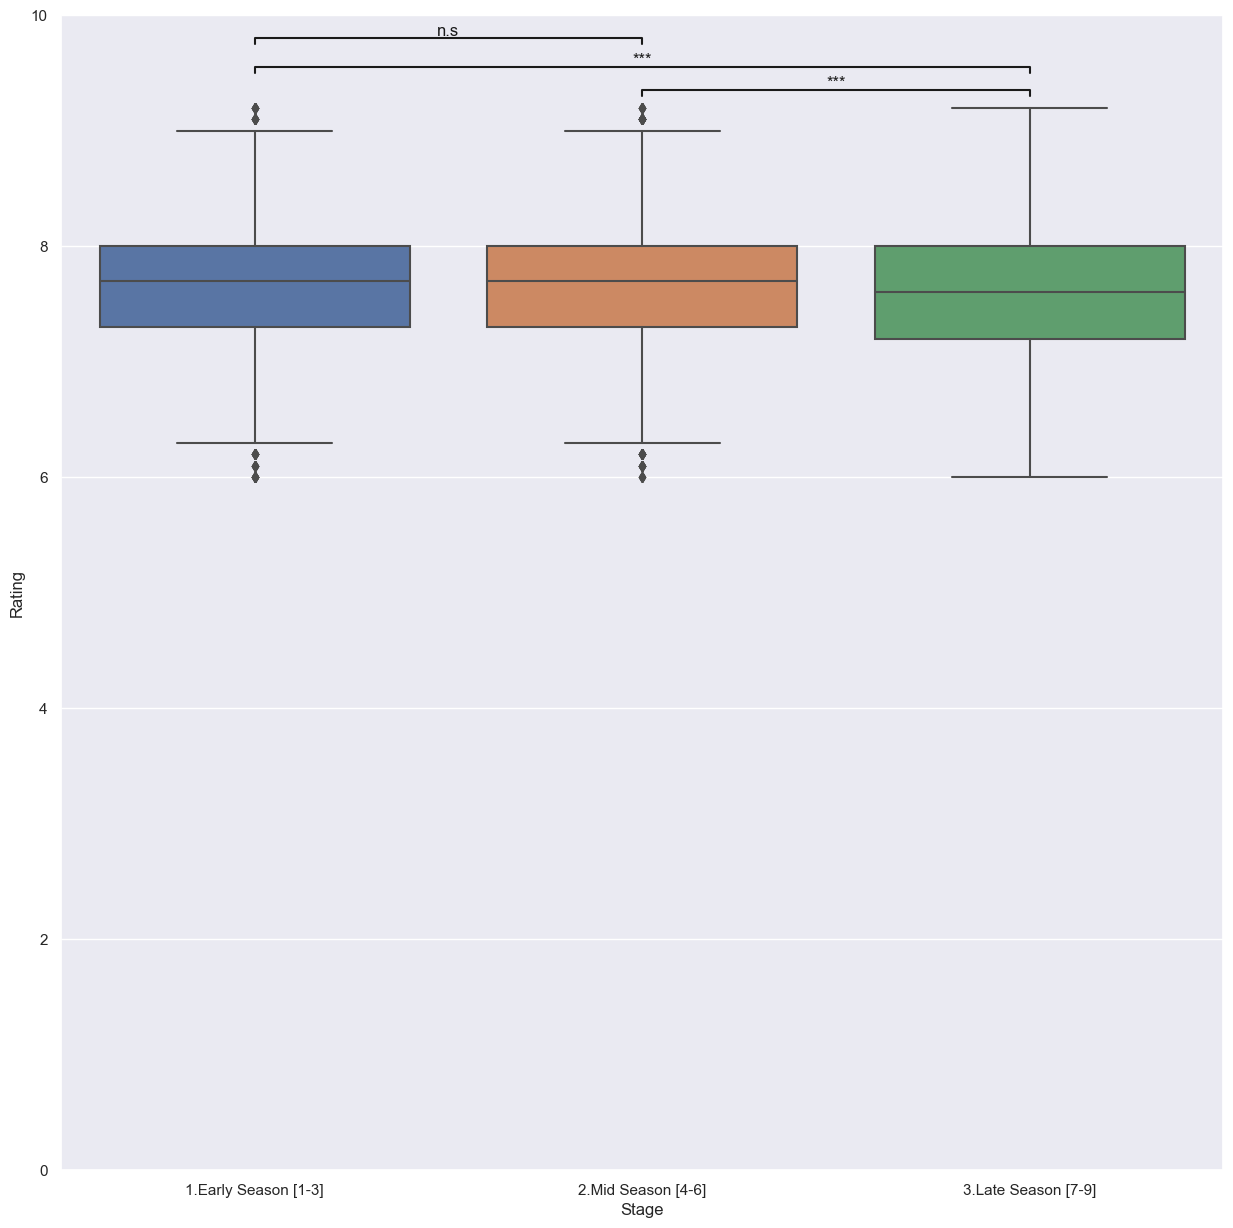 10
n.s
***
***
8
6
4
2
0
Rating
1.Early Season [1-3]
2.Mid Season [4-6]
3.Late Season [7-9]
Stage